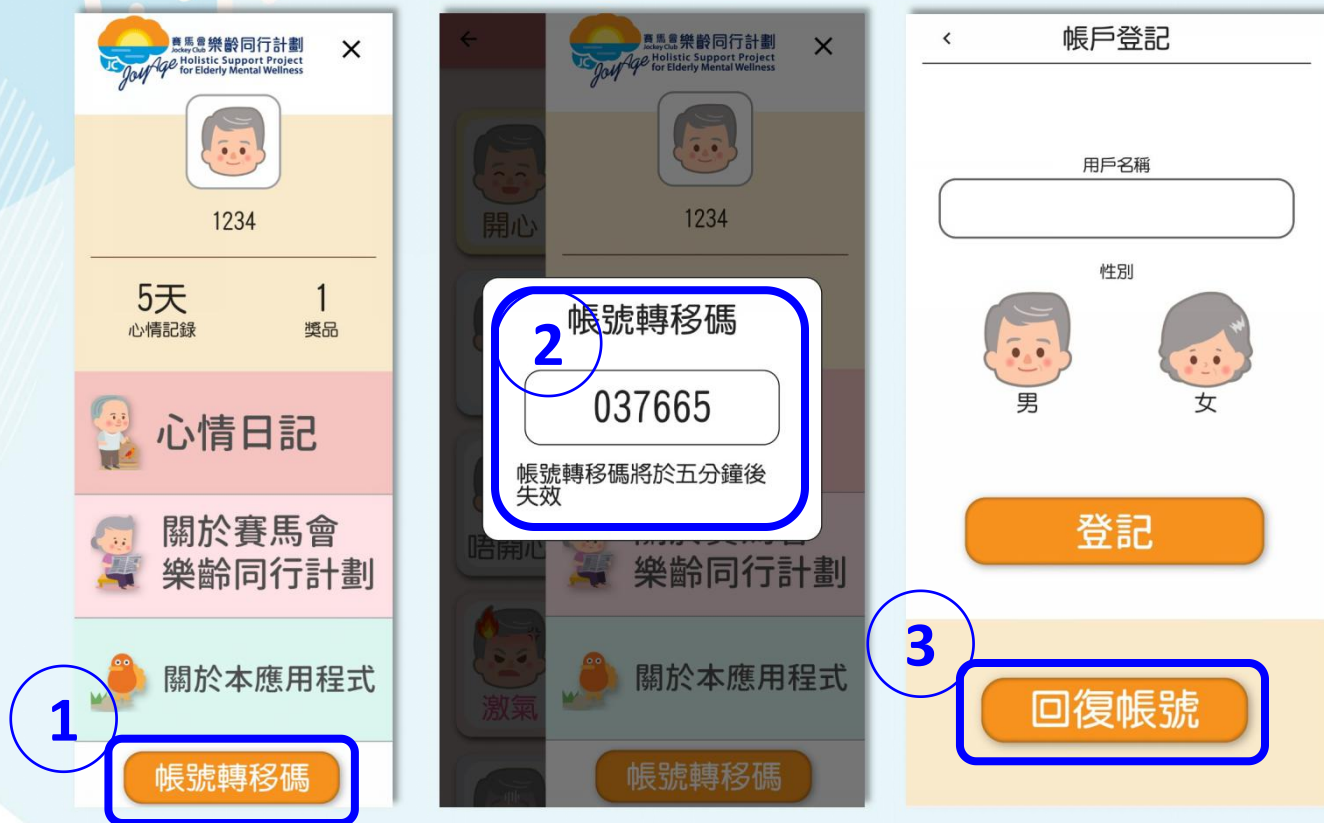 賽馬會樂齡同行計劃
Jockey Club Holistic Support Project
for Elderly Mental Wellness
JC JoyAge
1234
5天
心情記錄
1
獎品
心情日記
關於賽馬會
樂齡同行計劃
關於本應用程式
1
帳號轉移碼
賽馬會樂齡同行計劃
Jockey Club Holistic Support Project
for Elderly Mental Wellness
JC JoyAge
1234
開心
2
帳號轉移碼
037665
帳號轉移碼將於五分鐘後
失效
唔開心
樂齡同行計劃
關於本應用程式
激氣
帳號轉移碼
帳戶登記
用戶名稱
性別
男
女
登記
3
回復帳號